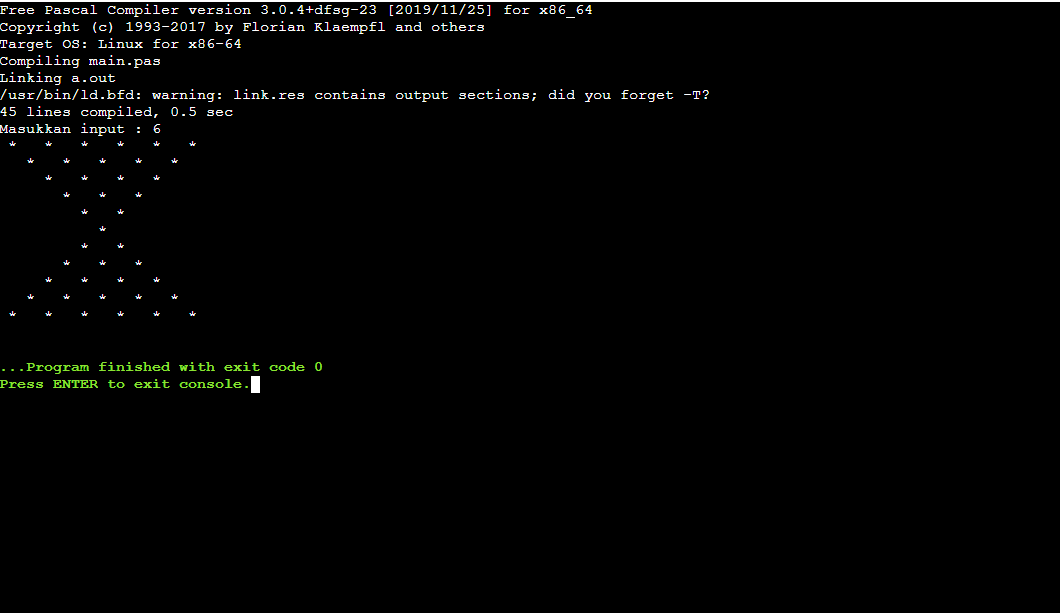 Free Pascal Compiler version 3.0.4+dfsg-23 [2019/11/25] for x86_64
Copyright (c) 1993-2017 by Florian Klaempfl and others
Target OS: Linux for x86-64
Compiling main.pas
Linking a.out
/usr/bin/ld.bfd: warning: link.res contains output sections; did you forget -T?
45 lines compiled, 0.5 sec
Masukkan input : 6
 *   *   *   *   *   *
   *   *   *   *   *
     *   *   *   *
       *   *   *
         *   *
           *
         *   *
       *   *   *
     *   *   *   *
   *   *   *   *   *
 *   *   *   *   *   *
...Program finished with exit code 0
Press ENTER to exit console.